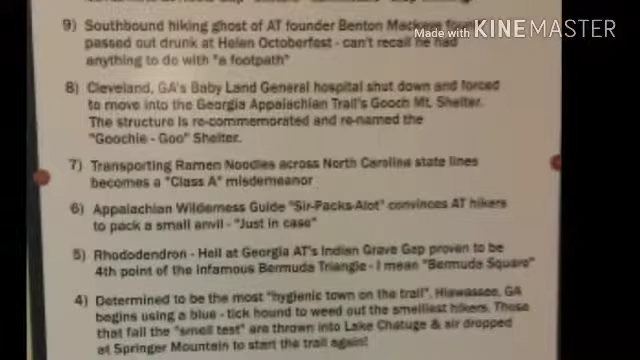 Made with KINEMASTER
9) Southbound hiking ghost of AT founder Benton Mackaye found
passed out drunk at Helen Octoberfest - can't recall he had
anything to do with "a footpath"
8) Cleveland, GA's Baby Land General hospital shut down and forced
to move into the Georgia Appalachian Trail's Gooch Mt. Shelter.
The structure is re-commemorated and re-named the
"Goochie - Goo" Shelter.
7) Transporting Ramen Noodles across North Carolina state lines
becomes a "Class A" misdemeanor
6) Appalachian Wilderness Guide "Sir-Packs-Alot" convinces AT hikers
to pack a small anvil - "Just in case"
5) Rhododendron - Hell at Georgia AT's Indian Grave Gap proven to be
4th point of the infamous Bermuda Triangle - I mean "Bermuda Square"
4) Determined to be the most "hygienic town on the trail", Hiawassee, GA
begins using a blue - tick hound to weed out the smelliest hikers. Those
that fail the "smell test" are thrown into Lake Chatuge & air dropped
at Springer Mountain to start the trail again!